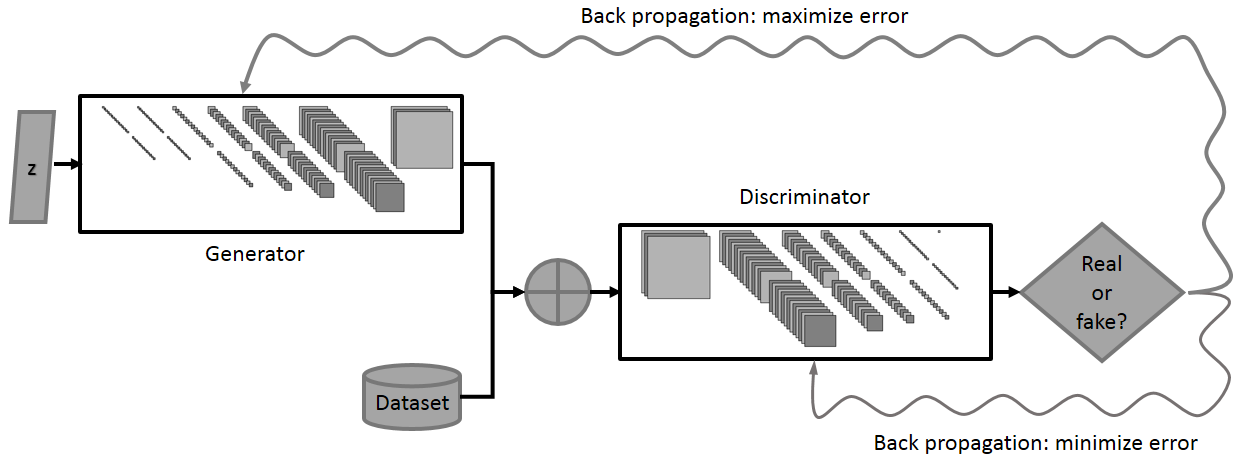 Back propagation: maximize error
z
Generator
Discriminator
Real
or
fake?
Dataset
Back propagation: minimize error